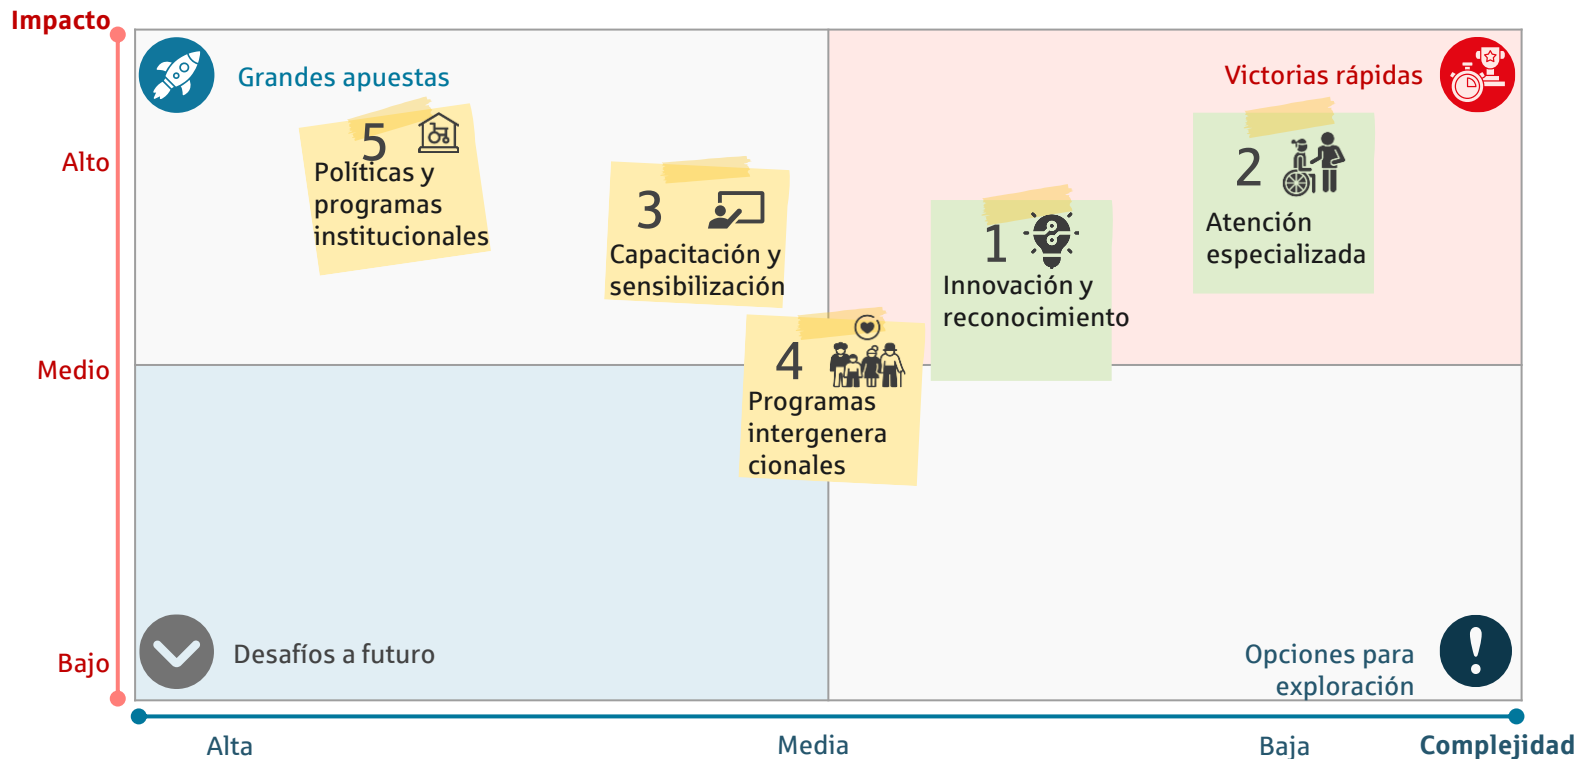 Impacto
Grandes apuestas
Victorias rápidas
Alto
5
Políticas y
programas
institucionales
3
Capacitación y
sensibilización
1
Innovación y
reconocimiento
2
Atención
especializada
Medio
4
Programas
intergenera
cionales
Bajo
Desafíos a futuro
Opciones para
exploración
Alta
Media
Baja
Complejidad